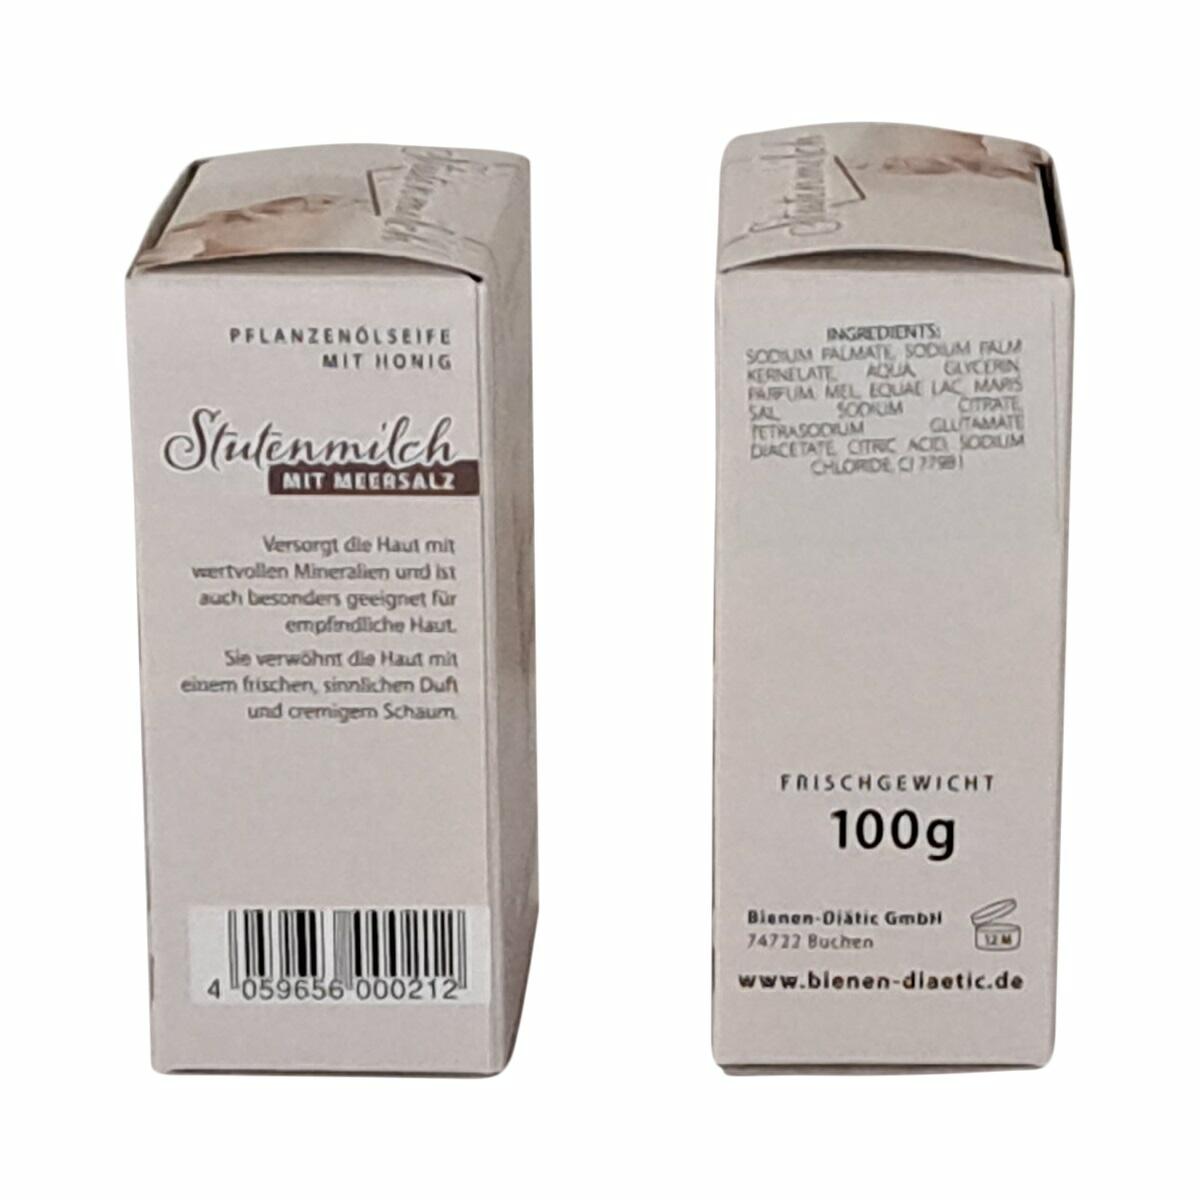 Stutenmilch
PFLANZENÖLSEIFE
MIT HONIG
Stutenmilch
MIT MEERSALZ
Versorgt die Haut mit
wertvollen Mineralien und ist
auch besonders geeignet für
empfindliche Haut.
Sie verwöhnt die Haut mit
einem frischen, sinnlichen Duft
und cremigem Schaum.
4 059656 000212
Stutenmilch
INGREDIENTS:
SODIUM PALMATE, SODIUM PALM
KERNELATE, AQUA, GLYCERIN,
PARFUM, MEL, EQUAE LAC, MARIS
SAL, SODIUM CITRATE,
TETRASODIUM GLUTAMATE
DIACETATE, CITRIC ACID, SODIUM
CHLORIDE, CI 77891
FRISCHGEWICHT
100g
Bienen-Diätic GmbH
74722 Buchen
12 M
www.bienen-diaetic.de